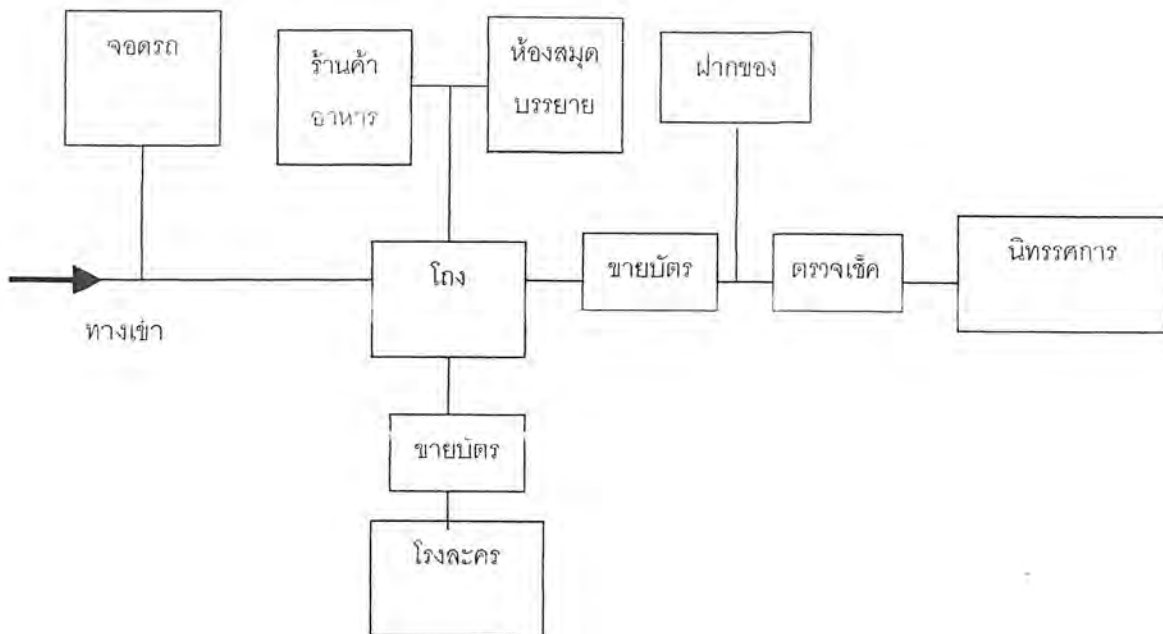 จอดรถ
ร้านค้า
อาหาร
ห้องสมุด
บรรยาย
ฝากของ
ทางเข้า
โถง
ขายบัตร
ตรวจเช็ค
นิทรรศการ
ขายบัตร
โรงละคร